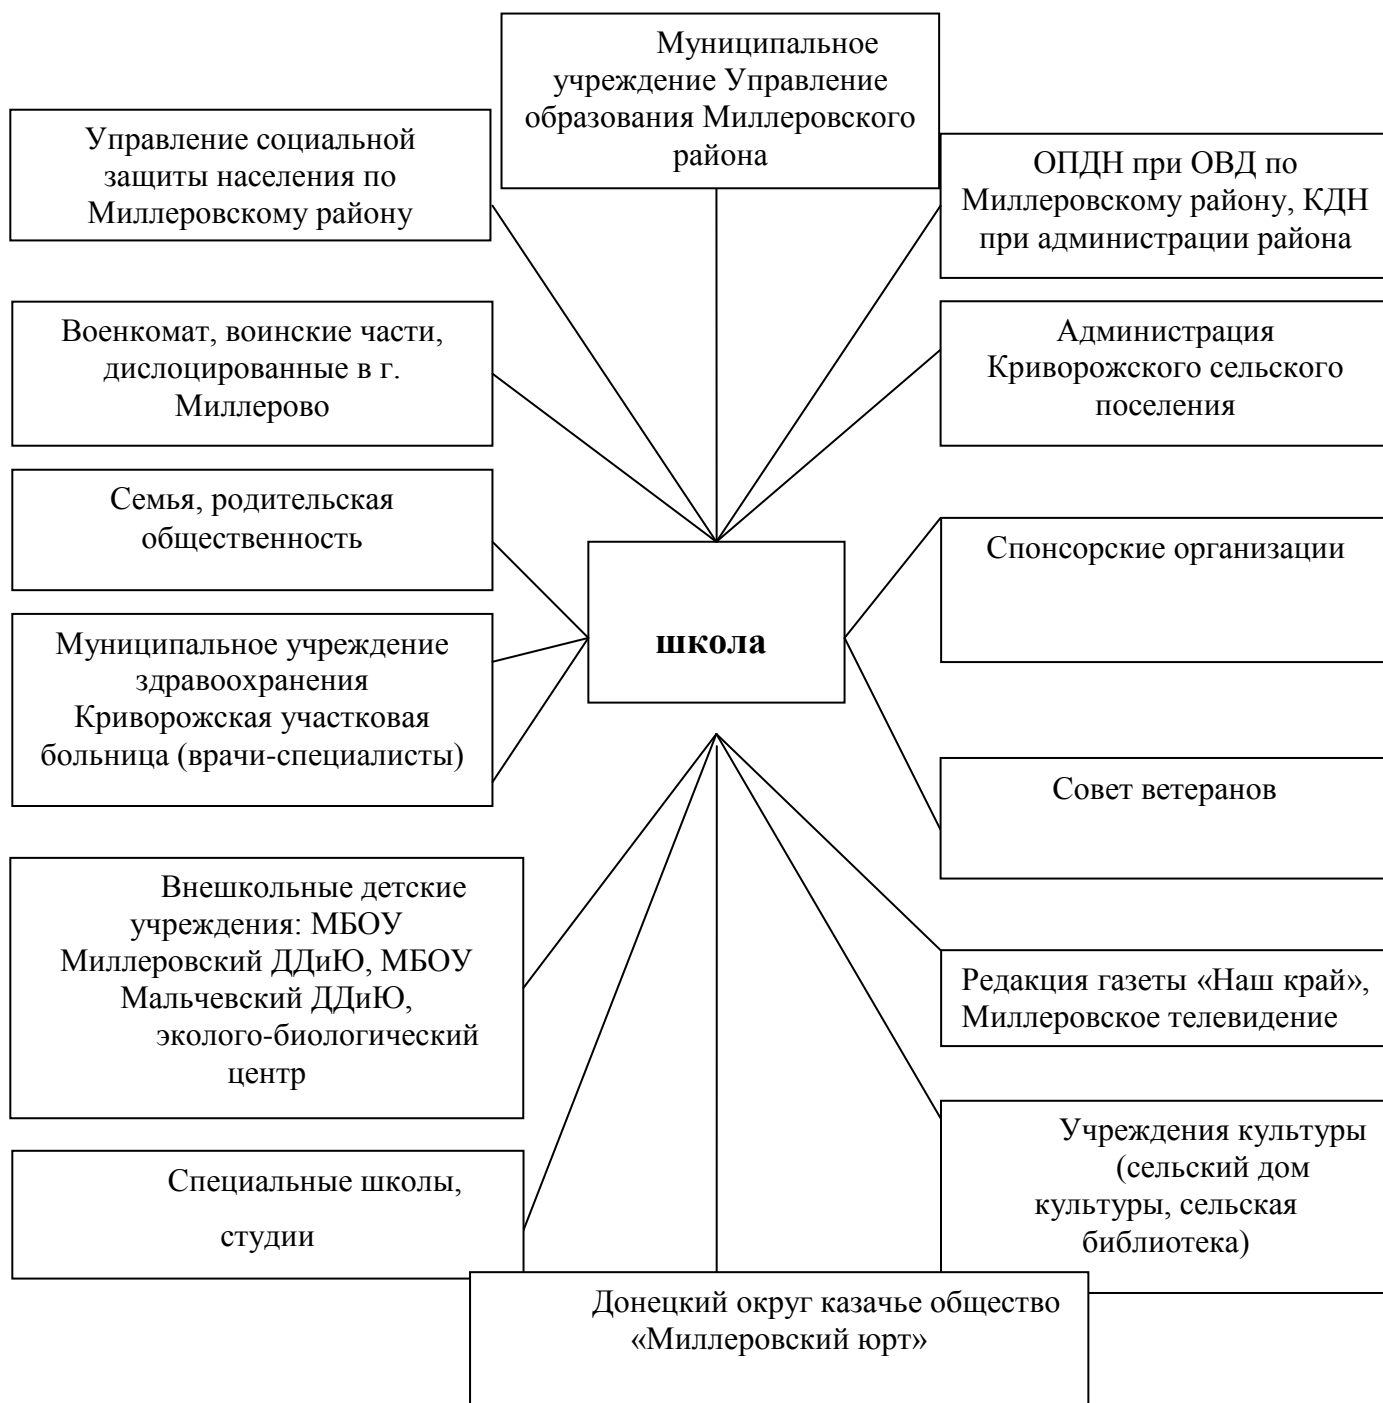 Муниципальное
учреждение Управление
образования Миллеровского
района
Управление социальной
защиты населения по
Миллеровскому району
ОПДН при ОВД по
Миллеровскому району, КДН
при администрации района
Военкомат, воинские части,
дислоцированные в г.
Миллерово
Администрация
Криворожского сельского
поселения
Семья, родительская
общественность
Спонсорские организации
школа
Муниципальное учреждение
здравоохранения
Криворожская участковая
больница (врачи-специалисты)
Совет ветеранов
Внешкольные детские
учреждения: МБОУ
Миллеровский ДДиЮ, МБОУ
Мальчевский ДДиЮ,
эколого-биологический
центр
Редакция газеты «Наш край»,
Миллеровское телевидение
Специальные школы,
студии
Учреждения культуры
(сельский дом
культуры, сельская
библиотека)
Донецкий округ казачье общество
«Миллеровский юрт»